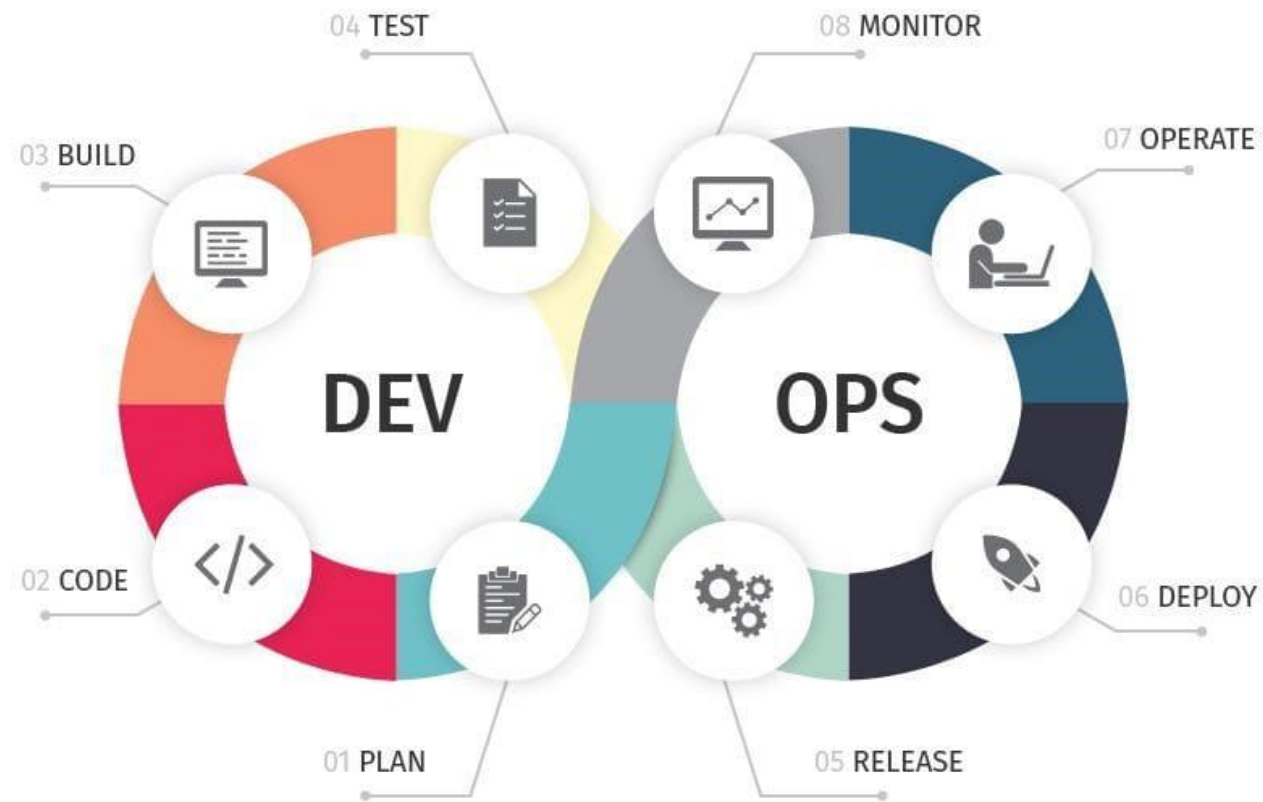 04 TEST
08 MONITOR
03 BUILD
07 OPERATE
DEV
OPS
</>
02 CODE
06 DEPLOY
01 PLAN
05 RELEASE